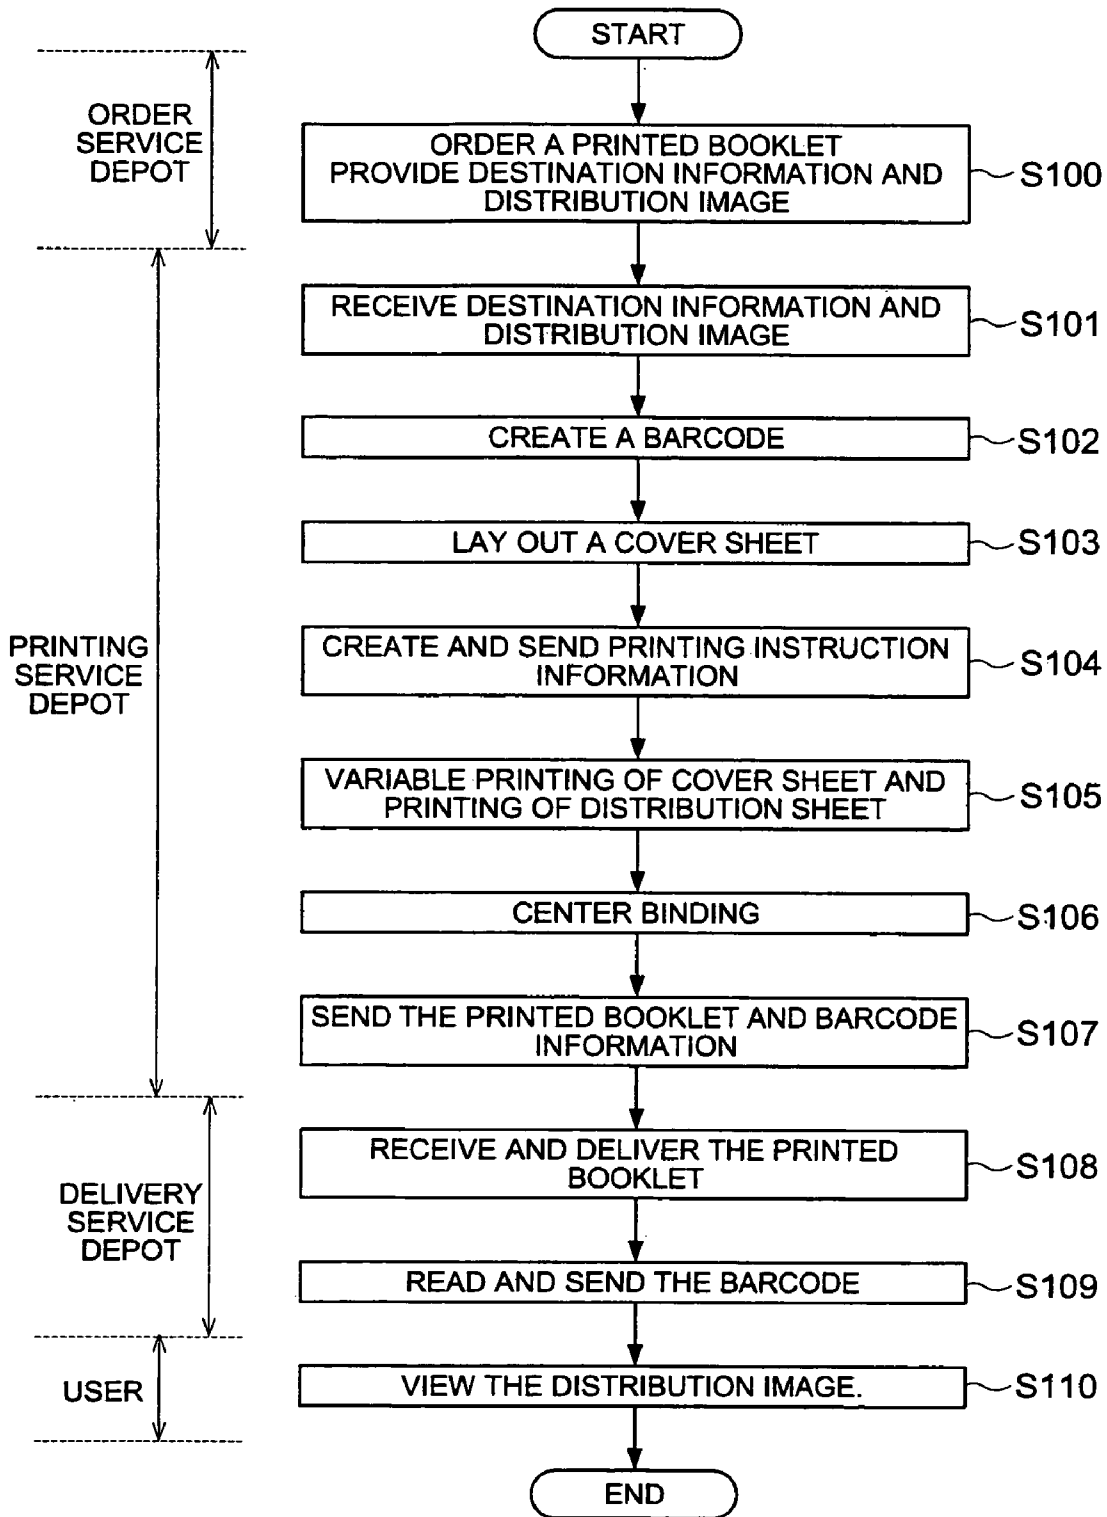 START
ORDER
SERVICE
DEPOT
ORDER A PRINTED BOOKLET
PROVIDE DESTINATION INFORMATION AND
DISTRIBUTION IMAGE
S100
RECEIVE DESTINATION INFORMATION AND
DISTRIBUTION IMAGE
S101
CREATE A BARCODE
S102
LAY OUT A COVER SHEET
S103
PRINTING
SERVICE
DEPOT
CREATE AND SEND PRINTING INSTRUCTION
INFORMATION
S104
VARIABLE PRINTING OF COVER SHEET AND
PRINTING OF DISTRIBUTION SHEET
S105
CENTER BINDING
S106
SEND THE PRINTED BOOKLET AND BARCODE
INFORMATION
S107
DELIVERY
SERVICE
DEPOT
RECEIVE AND DELIVER THE PRINTED
BOOKLET
S108
READ AND SEND THE BARCODE
S109
USER
VIEW THE DISTRIBUTION IMAGE.
S110
END